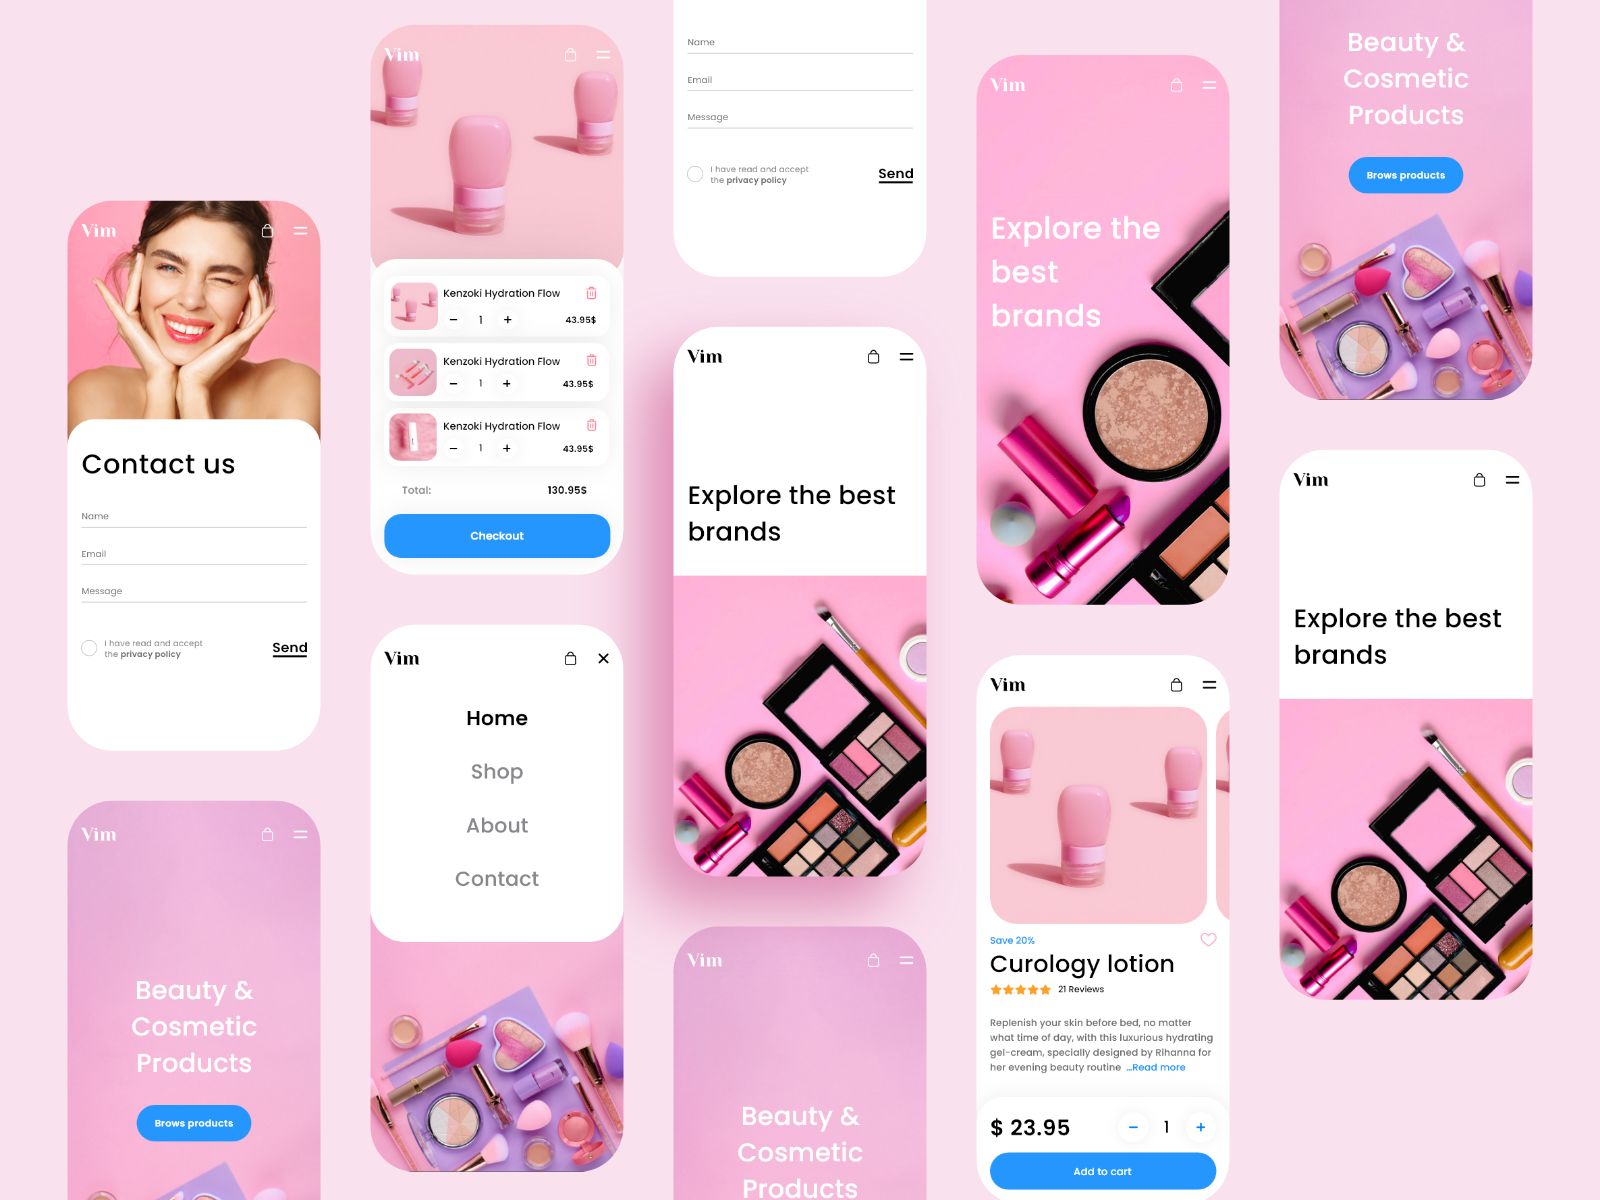 Vim
Contact us
Name
Email
Message
I have read and accept
the privacy policy
Send
Vim
Beauty &
Cosmetic
Products
Brows products
Vim
Kenzoki Hydration Flow
− 1 + 43.95$
Kenzoki Hydration Flow
− 1 + 43.95$
Kenzoki Hydration Flow
− 1 + 43.95$
Total: 130.95$
Checkout
Vim
Home
Shop
About
Contact
Name
Email
Message
I have read and accept
the privacy policy
Send
Vim
Explore the best
brands
Vim
Beauty &
Cosmetic
Products
Vim
Explore the
best
brands
Vim
Save 20%
Curology lotion
21 Reviews
Replenish your skin before bed, no matter
what time of day, with this luxurious hydrating
gel-cream, specially designed by Rihanna for
her evening beauty routine ...Read more
$ 23.95 − 1 +
Add to cart
Beauty &
Cosmetic
Products
Brows products
Vim
Explore the best
brands